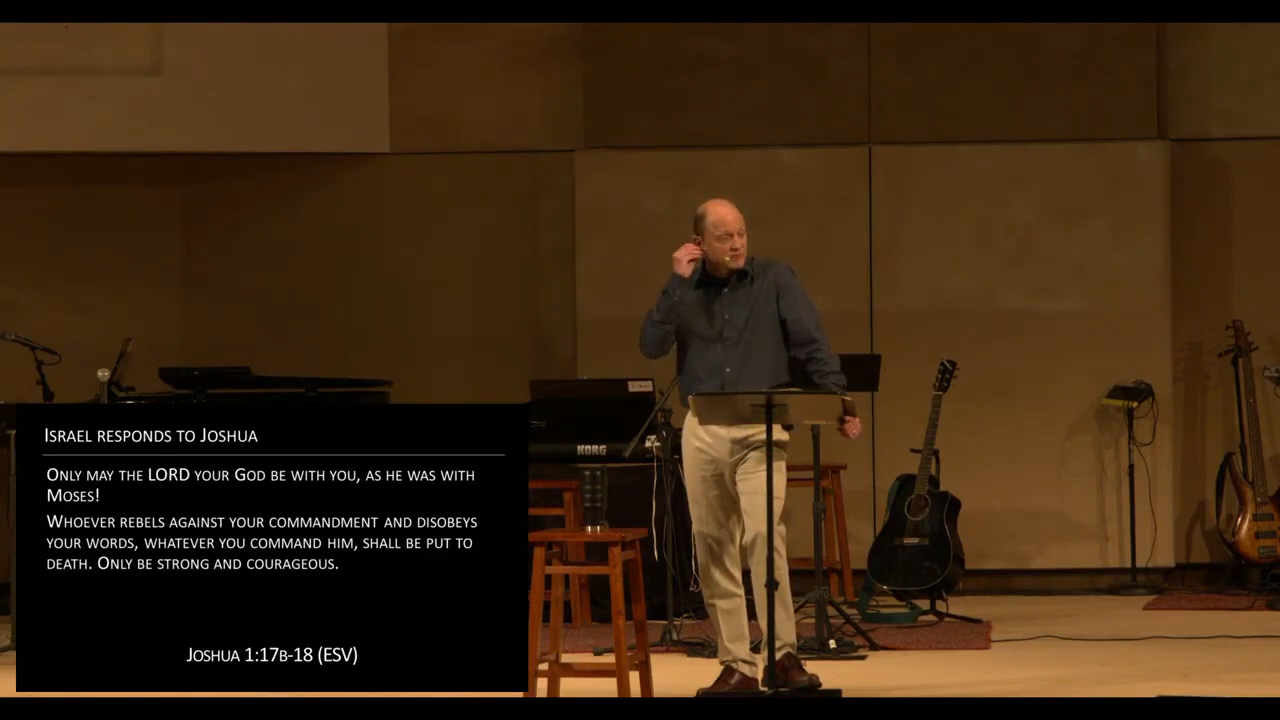 KORG
Israel responds to Joshua
Only may the LORD your God be with you, as he was with
Moses!
Whoever rebels against your commandment and disobeys
your words, whatever you command him, shall be put to
death. Only be strong and courageous.
Joshua 1:17b-18 (ESV)